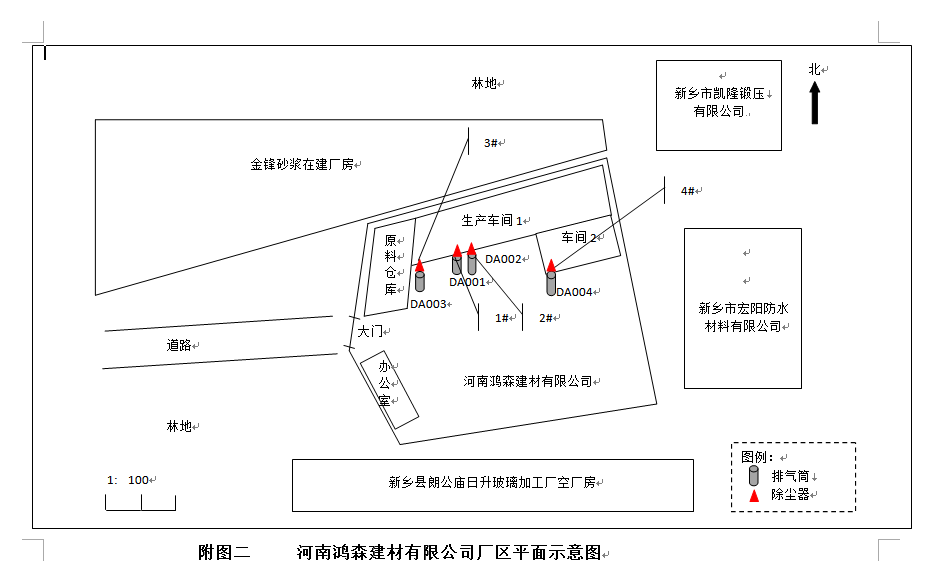 林地
北
新乡市凯隆锻压
有限公司
3#
金锋砂浆在建厂房
4#
生产车间 1
原
料
仓
库
车间 2
DA002
DA001
DA004
DA003
新乡市宏阳防水
材料有限公司
1#
2#
大门
道路
办
公
室
河南鸿森建材有限公司
林地
图例：
排气筒
除尘器
1： 100
新乡县朗公庙日升玻璃加工厂空厂房
附图二 河南鸿森建材有限公司厂区平面示意图